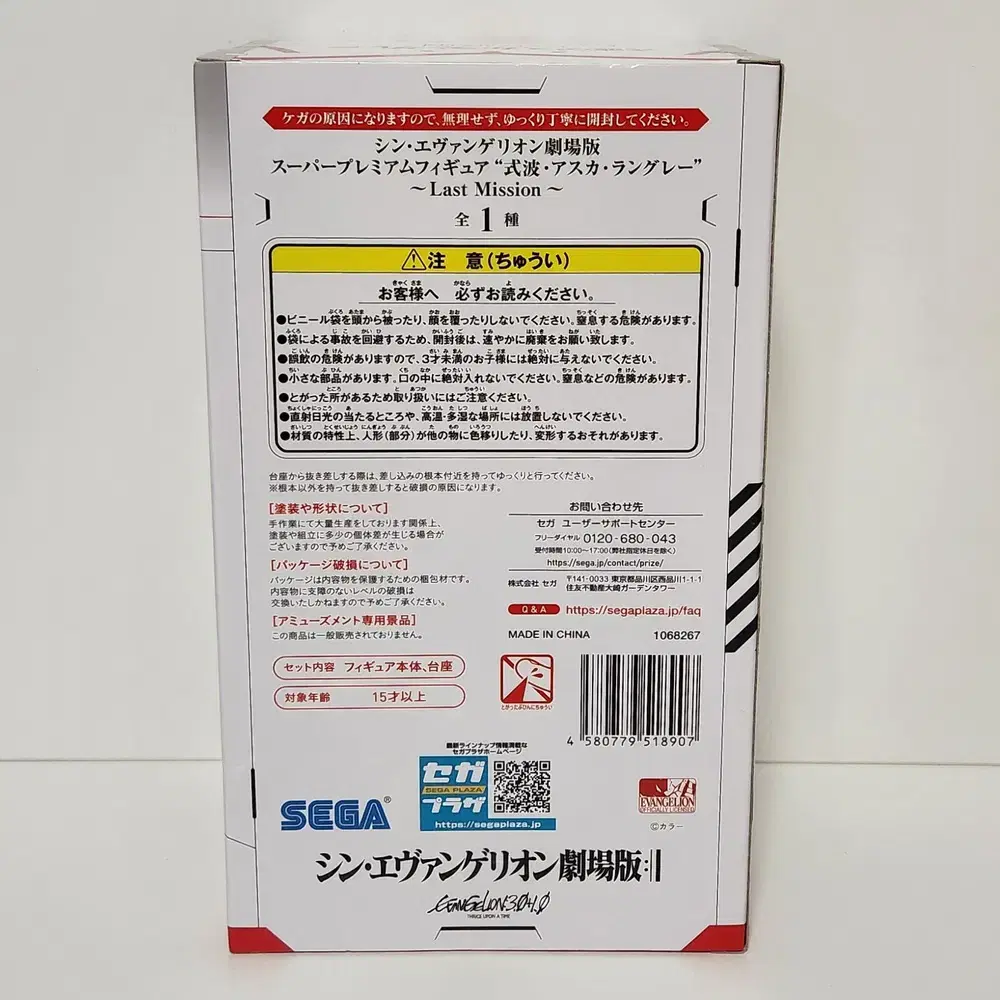 ケガの原因になりますので、無理せず、ゆっくり丁寧に開封してください。
シン・エヴァンゲリオン劇場版
スーパープレミアムフィギュア“式波・アスカ・ラングレー”
～Last Mission～
全1種
注 意(ちゅうい)
お客様へ 必ずお読みください。
●ビニール袋を頭から被ったり、顔を覆ったりしないでください。窒息する危険があります。
●袋による事故を回避するため、開封後は、速やかに廃棄をお願い致します。
●誤飲の危険がありますので、3才未満のお子様には絶対に与えないでください。
●小さな部品があります。口の中に絶対入れないでください。窒息などの危険があります。
●とがった所があるため取り扱いにはご注意ください。
●直射日光の当たるところや、高温・多湿な場所には放置しないでください。
●材質の特性上、人形(部分)が他の物に色移りしたり、変形するおそれがあります。
台座から抜き差しする際は、差し込みの根本付近を持ってゆっくりと行ってください。
※根本以外を持って抜き差しすると破損の原因になります。
[塗装や形状について]
手作業にて大量生産をしております関係上、
塗装や組立に多少の個体差が生じる場合が
ございますので予めご了承ください。
[パッケージ破損について]
パッケージは内容物を保護するための梱包材です。
内容物に支障のないレベルの破損は
交換いたしかねますので予めご了承ください。
[アミューズメント専用景品]
この商品は一般販売されておりません。
セット内容 フィギュア本体、台座
対象年齢 15才以上
お問い合わせ先
セガ ユーザーサポートセンター
フリーダイヤル 0120-680-043
受付時間10:00～17:00(弊社指定休日を除く)
https://sega.jp/contact/prize/
株式会社 セガ 〒141-0033 東京都品川区西品川1-1-1
住友不動産大崎ガーデンタワー
Q&A https://segaplaza.jp/faq
MADE IN CHINA 1068267
とがったぶひんにちゅうい
4 580779 518907
最新ラインナップ情報満載な
セガプラザホームページ
セガ
SEGA PLAZA
プラザ
https://segaplaza.jp
SEGA®
EVANGELION
OFFICIALLY LICENSED
©カラー
シン・エヴァンゲリオン劇場版:||
EVANGELION:3.0+1.0
THRICE UPON A TIME